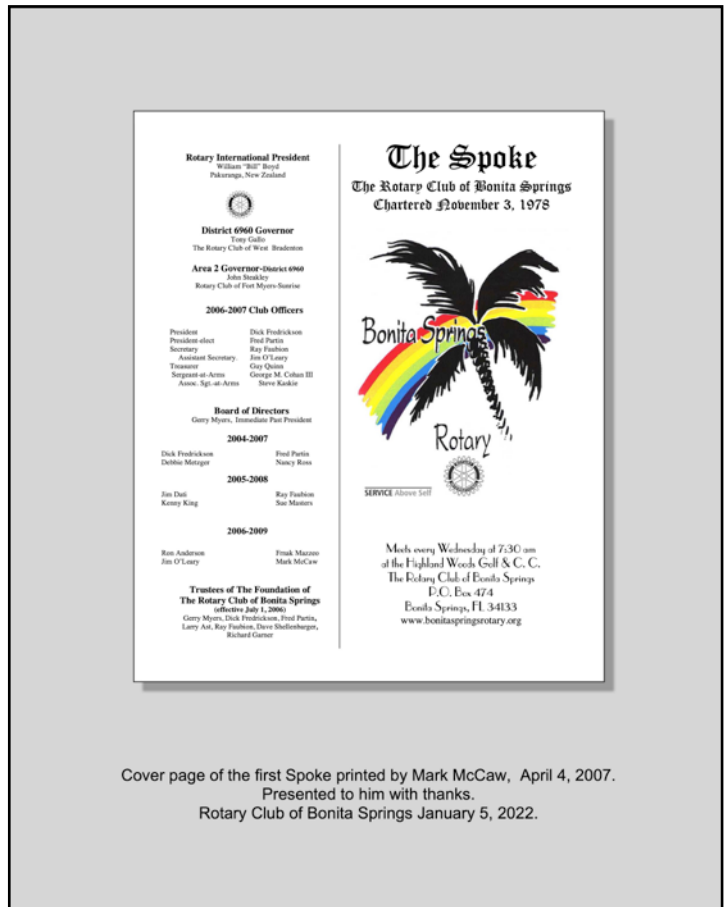 Rotary International President
William "Bill" Boyd
Pakuranga, New Zealand
District 6960 Governor
Tony Gallo
The Rotary Club of West Bradenton
Area 2 Governor-District 6960
John Steakley
Rotary Club of Fort Myers-Sunrise
2006-2007 Club Officers
President Dick Fredrickson
President-elect Fred Partin
Secretary Ray Faubion
Assistant Secretary. Jim O'Leary
Treasurer Guy Quinn
Sergeant-at-Arms George M. Cohan III
Assoc. Sgt.-at-Arms Steve Kaskie
Board of Directors
Gerry Myers, Immediate Past President
2004-2007
Dick Fredrickson Fred Partin
Debbie Metzger Nancy Ross
2005-2008
Jim Dati Ray Faubion
Kenny King Sue Masters
2006-2009
Ron Anderson Frnak Mazzeo
Jim O'Leary Mark McCaw
Trustees of The Foundation of
The Rotary Club of Bonita Springs
(effective July 1, 2006)
Gerry Myers, Dick Fredrickson, Fred Partin,
Larry Ast, Ray Faubion, Dave Shellenbarger,
Richard Garner
The Spoke
The Rotary Club of Bonita Springs
Chartered November 3, 1978
Bonita Springs
Rotary
SERVICE Above Self
Meets every Wednesday at 7:30 am
at the Highland Woods Golf & C. C.
The Rotary Club of Bonita Springs
P.O. Box 474
Bonita Springs, FL 34133
www.bonitaspringsrotary.org
Cover page of the first Spoke printed by Mark McCaw, April 4, 2007.
Presented to him with thanks.
Rotary Club of Bonita Springs January 5, 2022.